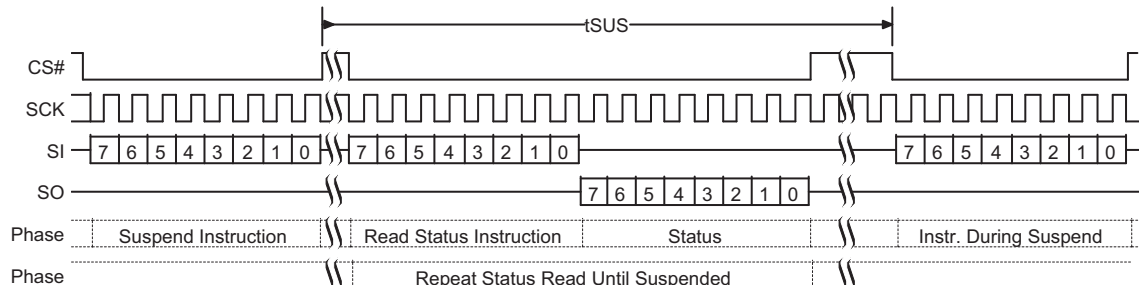 tSUS
CS#
SCK
SI 7 6 5 4 3 2 1 0 7 6 5 4 3 2 1 0 7 6 5 4 3 2 1 0
SO 7 6 5 4 3 2 1 0
Phase Suspend Instruction Read Status Instruction Status Instr. During Suspend
Phase Repeat Status Read Until Suspended